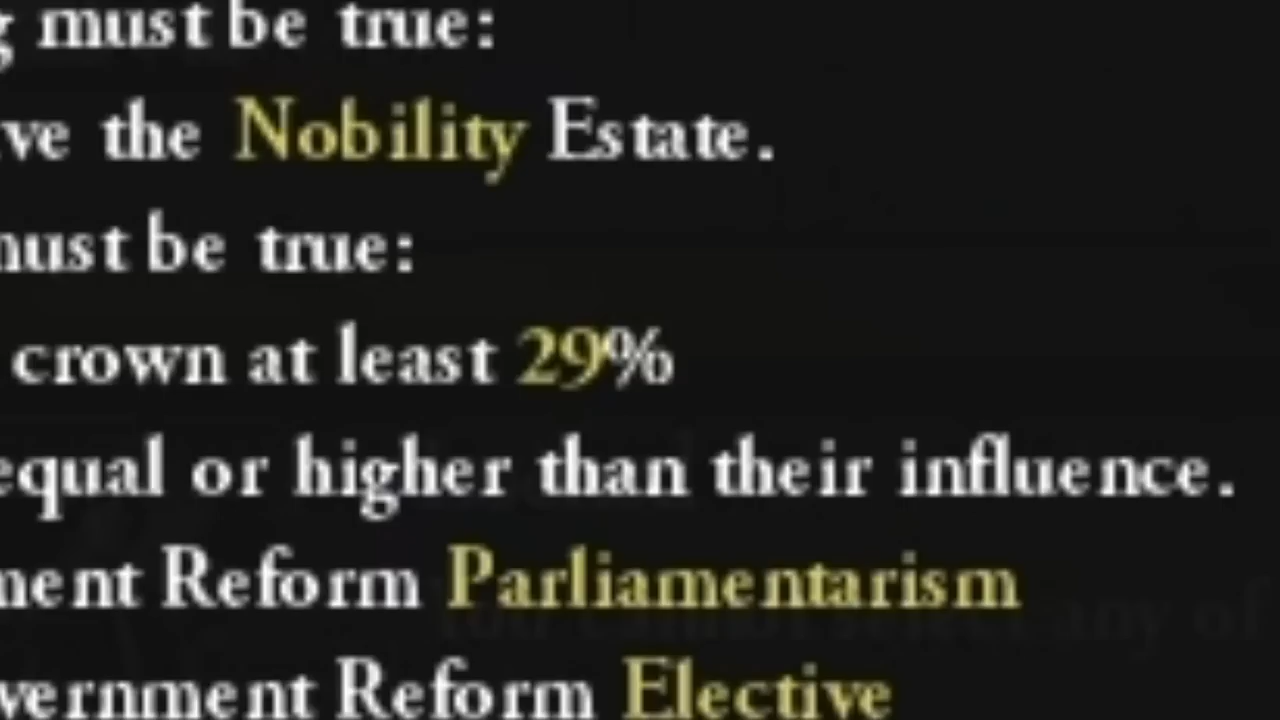 must be true:
the Nobility Estate.
must be true:
crown at least 29%
equal or higher than their influence.
Reform Parliamentarism
Reform Elective